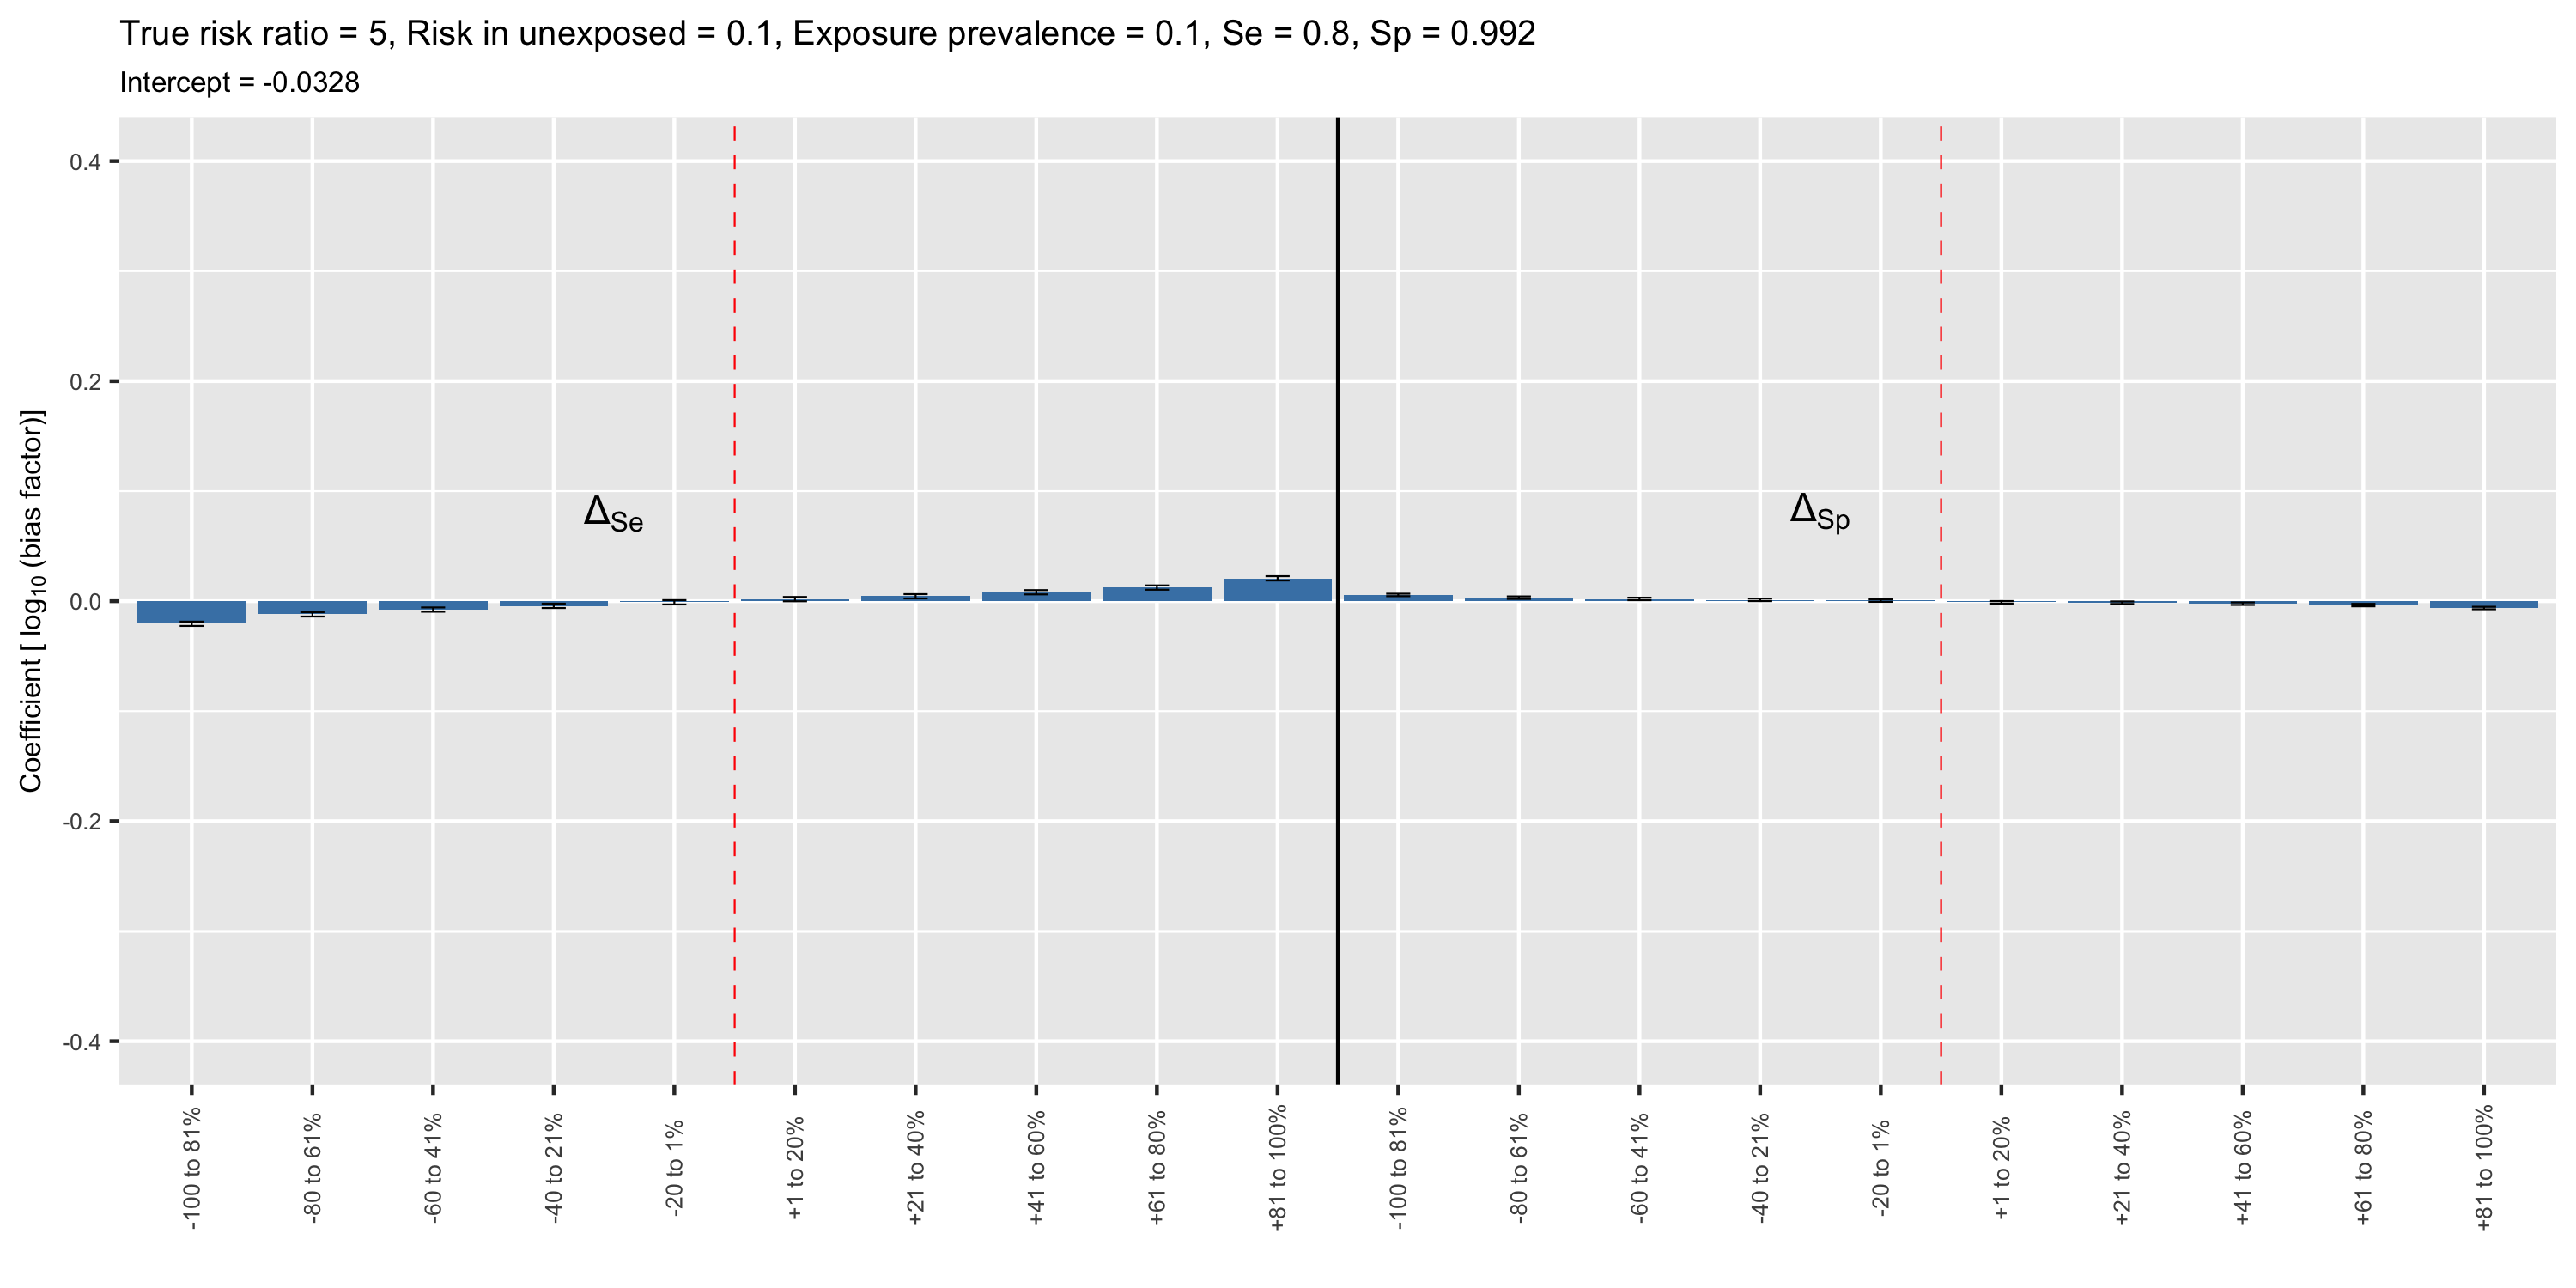 True risk ratio = 5, Risk in unexposed = 0.1, Exposure prevalence = 0.1, Se = 0.8, Sp = 0.992
Intercept = -0.0328
Coefficient [ log10 (bias factor)]
0.4
0.2
0.0
-0.2
-0.4
ΔSe
ΔSp
-100 to 81%
-80 to 61%
-60 to 41%
-40 to 21%
-20 to 1%
+1 to 20%
+21 to 40%
+41 to 60%
+61 to 80%
+81 to 100%
-100 to 81%
-80 to 61%
-60 to 41%
-40 to 21%
-20 to 1%
+1 to 20%
+21 to 40%
+41 to 60%
+61 to 80%
+81 to 100%